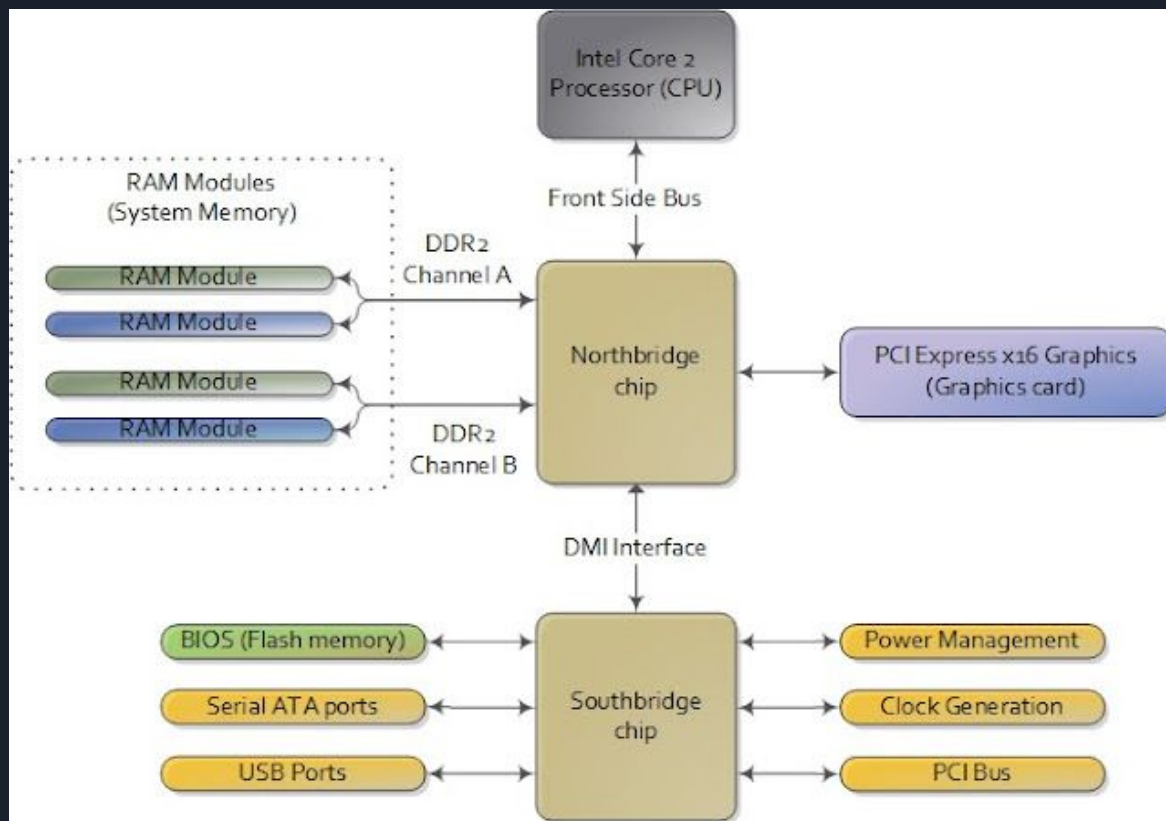 Intel Core 2
Processor (CPU)
Front Side Bus
RAM Modules
(System Memory)
RAM Module
RAM Module
RAM Module
RAM Module
DDR2
Channel A
DDR2
Channel B
Northbridge
chip
PCI Express x16 Graphics
(Graphics card)
DMI Interface
BIOS (Flash memory)
Serial ATA ports
USB Ports
Southbridge
chip
Power Management
Clock Generation
PCI Bus